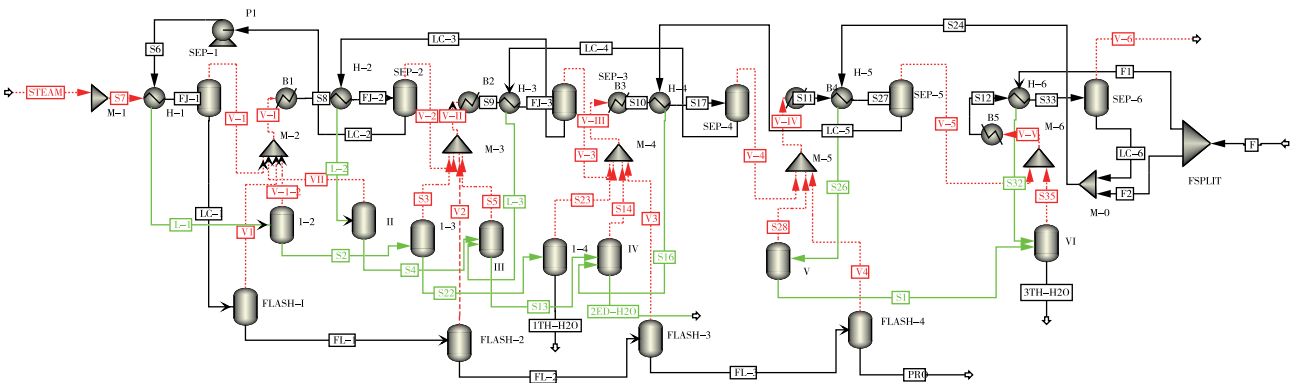 P1
S24
S6
SEP-1
LC-3
LC-4
V-6
H-2
SEP-2
H-5
H-6
F1
STEAM
S7
FJ-1
M-1
H-1
B1
S8
FJ-2
B2
S9
H-3
FJ-3
SEP-3
B3
S10
H-4
S17
SEP-4
S11
B4
S27
SEP-5
S12
S33
SEP-6
V-1
V-I
LC-2
V-2
V-II
V-III
V-IV
LC-5
V-5
B5
V-V
M-6
M-2
M-3
V-3
M-4
V-4
M-5
LC-6
F
FSPLIT
VII
L-2
V-1-2
S26
S32
F2
M-0
LC-
L-1
1-2
II
S3
V2
S5
L-3
S23
S14
V3
S28
S35
V1
S2
1-3
III
1-4
IV
S16
V
V4
VI
S4
S22
S13
S1
3TH-H2O
FLASH-1
1TH-H2O
2ED-H2O
FL-1
FLASH-2
FLASH-3
FLASH-4
FL-2
FL-3
PRO